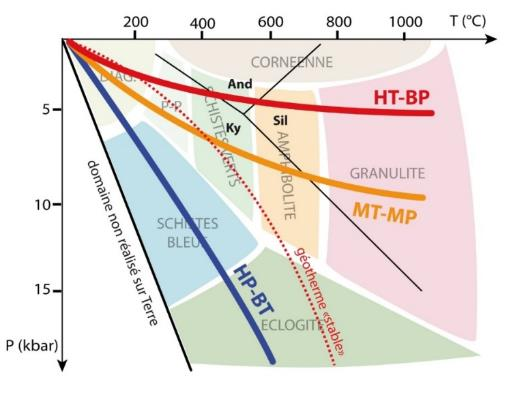 200 400 600 800 1000 T (°C)
CORNEENNE
DIAG.
And
HT-BP
P-P
5
Ky
Sil
SCHISTES VERTS
AMPHIBOLITE
GRANULITE
MT-MP
10
domaine non réalisé sur Terre
SCHISTES
BLEUS
géotherme «stable»
HP-BT
15
ECLOGITE
P (kbar)